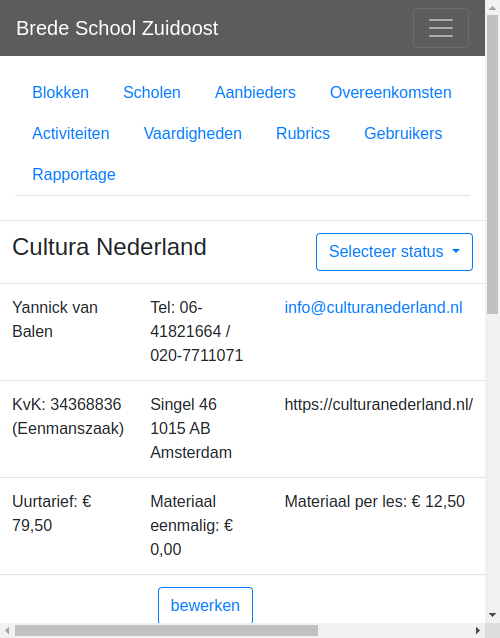 Brede School Zuidoost
Blokken Scholen Aanbieders Overeenkomsten
Activiteiten Vaardigheden Rubrics Gebruikers
Rapportage
Cultura Nederland
Selecteer status
Yannick van
Balen
Tel: 06-
41821664 /
020-7711071
info@culturanederland.nl
KvK: 34368836
(Eenmanszaak)
Singel 46
1015 AB
Amsterdam
https://culturanederland.nl/
Uurtarief: €
79,50
Materiaal
eenmalig: €
0,00
Materiaal per les: € 12,50
bewerken